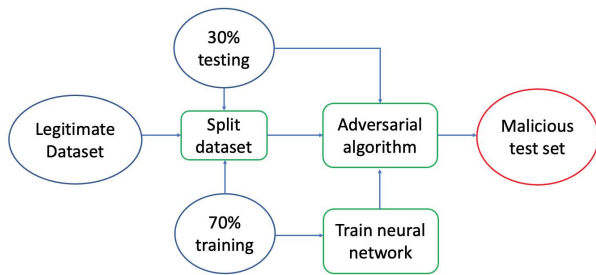 30%
testing
Legitimate
Dataset
Split
dataset
Adversarial
algorithm
Malicious
test set
70%
training
Train neural
network